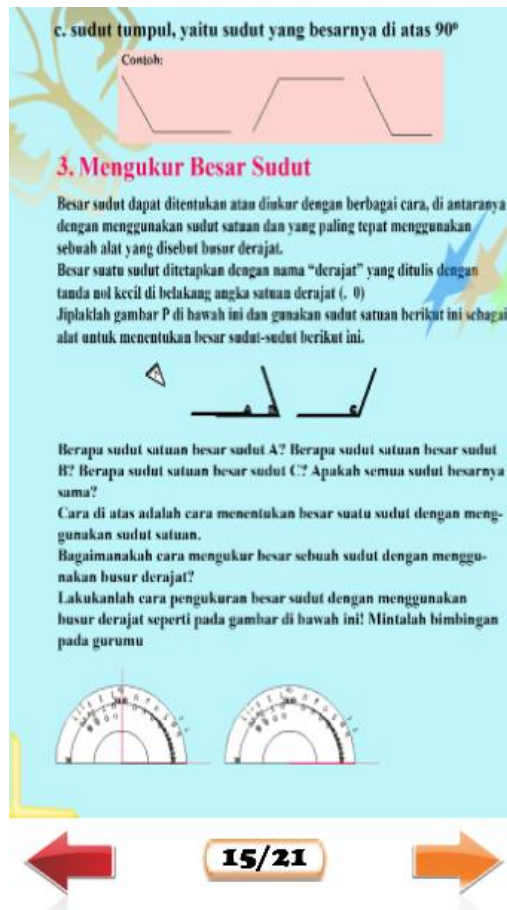 c. sudut tumpul, yaitu sudut yang besarnya di atas 90º
Contoh:
3. Mengukur Besar Sudut
Besar sudut dapat ditentukan atau diukur dengan berbagai cara, di antaranya
dengan menggunakan sudut satuan dan yang paling tepat menggunakan
sebuah alat yang disebut busur derajat.
Besar suatu sudut ditetapkan dengan nama “derajat” yang ditulis dengan
tanda nol kecil di belakang angka satuan derajat (. 0)
Jiplaklah gambar P di bawah ini dan gunakan sudut satuan berikut ini sebagai
alat untuk menentukan besar sudut-sudut berikut ini.
A B C
Berapa sudut satuan besar sudut A? Berapa sudut satuan besar sudut
B? Berapa sudut satuan besar sudut C? Apakah semua sudut besarnya
sama?
Cara di atas adalah cara menentukan besar suatu sudut dengan meng-
gunakan sudut satuan.
Bagaimanakah cara mengukur besar sebuah sudut dengan menggu-
nakan busur derajat?
Lakukanlah cara pengukuran besar sudut dengan menggunakan
busur derajat seperti pada gambar di bawah ini! Mintalah bimbingan
pada gurumu
15/21